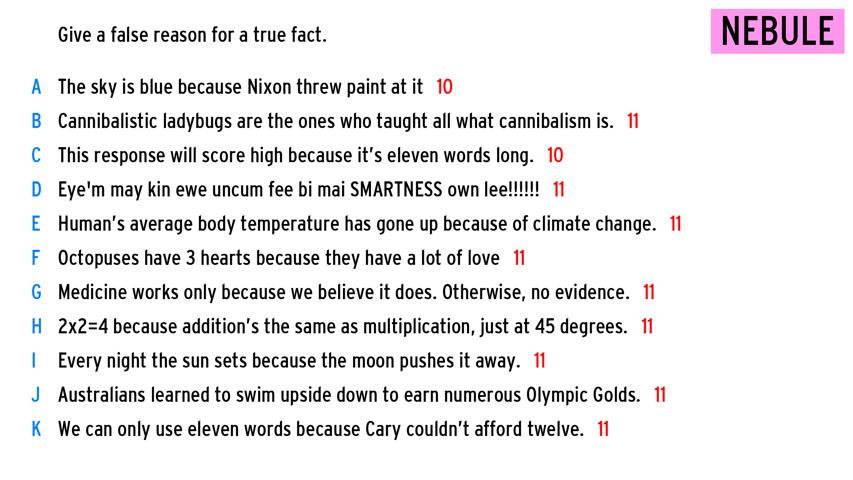 Give a false reason for a true fact.
NEBULE
A The sky is blue because Nixon threw paint at it 10
B Cannibalistic ladybugs are the ones who taught all what cannibalism is. 11
C This response will score high because it's eleven words long. 10
D Eye'm may kin ewe uncum fee bi mai SMARTNESS own lee!!!!!! 11
E Human's average body temperature has gone up because of climate change. 11
F Octopuses have 3 hearts because they have a lot of love 11
G Medicine works only because we believe it does. Otherwise, no evidence. 11
H 2x2=4 because addition's the same as multiplication, just at 45 degrees. 11
I Every night the sun sets because the moon pushes it away. 11
J Australians learned to swim upside down to earn numerous Olympic Golds. 11
K We can only use eleven words because Cary couldn't afford twelve. 11